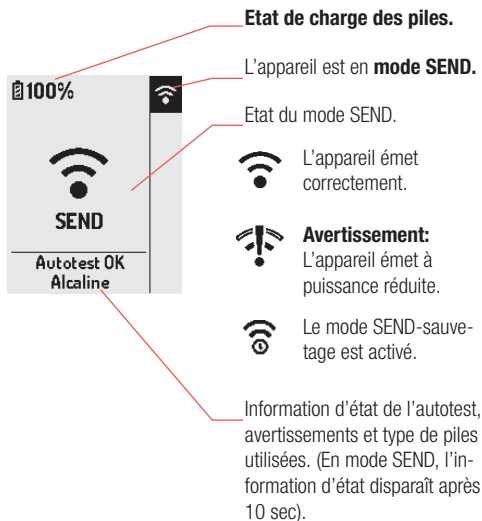 Etat de charge des piles.
L'appareil est en mode SEND.
100%
Etat du mode SEND.
L'appareil émet
correctement.
SEND
Avertissement:
L'appareil émet à
puissance réduite.
Autotest OK
Alcaline
Le mode SEND-sauve-
tage est activé.
Information d'état de l'autotest,
avertissements et type de piles
utilisées. (En mode SEND, l'in-
formation d'état disparaît après
10 sec).